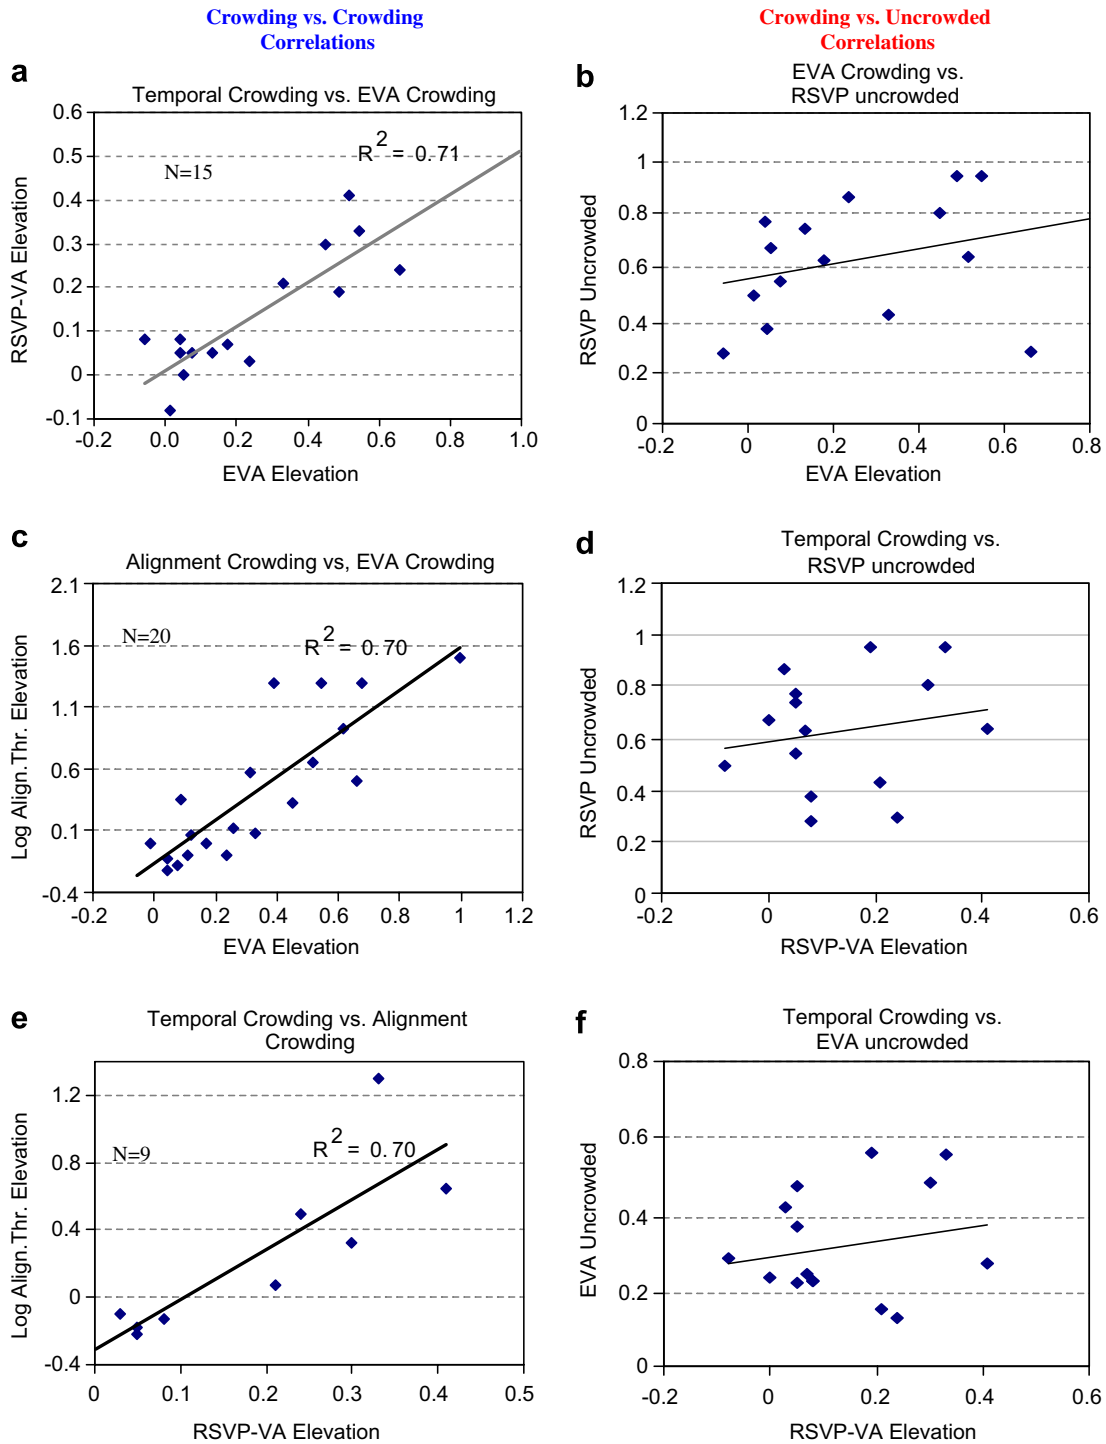 Crowding vs. Crowding
Correlations
Crowding vs. Uncrowded
Correlations
a
Temporal Crowding vs. EVA Crowding
0.6
0.5
0.4
0.3
0.2
0.1
0
-0.1
RSVP-VA Elevation
N=15
R2 = 0.71
-0.2 0.0 0.2 0.4 0.6 0.8 1.0
EVA Elevation
b
EVA Crowding vs.
RSVP uncrowded
1.2
1
0.8
0.6
0.4
0.2
0
RSVP Uncrowded
-0.2 0 0.2 0.4 0.6 0.8
EVA Elevation
c
Alignment Crowding vs, EVA Crowding
2.1
1.6
1.1
0.6
0.1
-0.4
Log Align.Thr. Elevation
N=20
R2 = 0.70
-0.2 0 0.2 0.4 0.6 0.8 1 1.2
EVA Elevation
d
Temporal Crowding vs.
RSVP uncrowded
1.2
1
0.8
0.6
0.4
0.2
0
RSVP Uncrowded
-0.2 0 0.2 0.4 0.6
RSVP-VA Elevation
e
Temporal Crowding vs. Alignment
Crowding
1.2
0.8
0.4
0
-0.4
Log Align.Thr. Elevation
N=9
R2 = 0.70
0 0.1 0.2 0.3 0.4 0.5
RSVP-VA Elevation
f
Temporal Crowding vs.
EVA uncrowded
0.8
0.6
0.4
0.2
0
EVA Uncrowded
-0.2 0 0.2 0.4 0.6
RSVP-VA Elevation